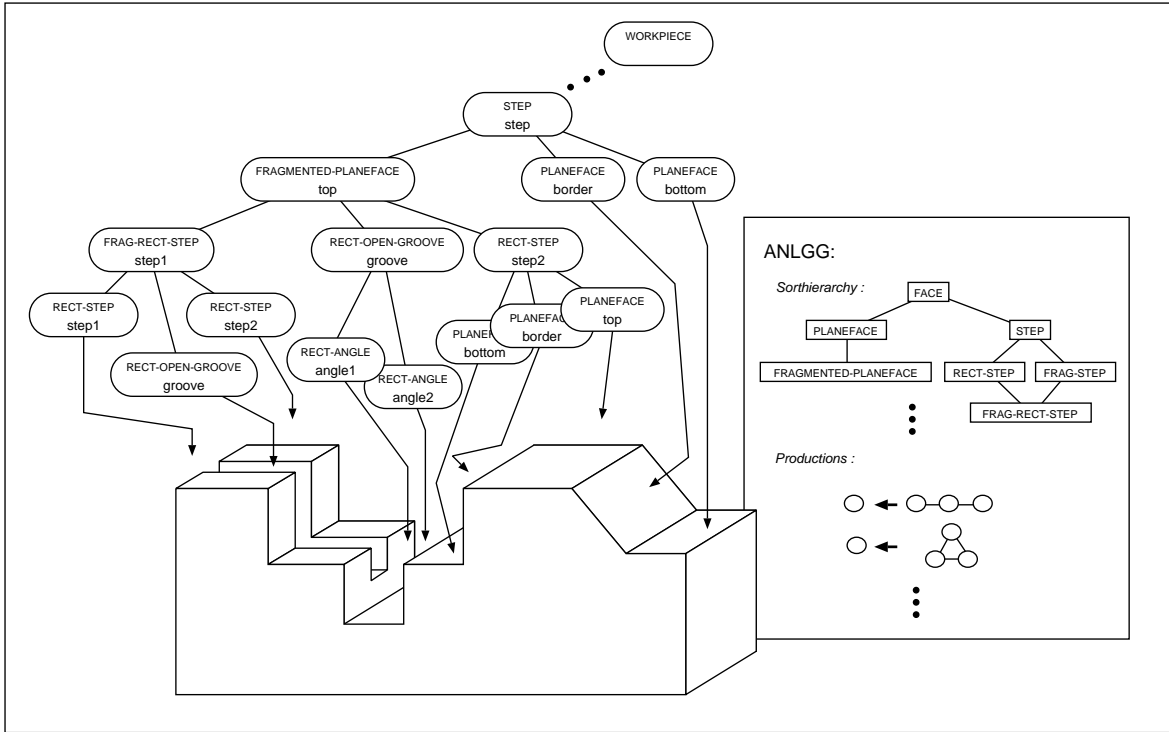 WORKPIECE
STEP
step
FRAGMENTED-PLANEFACE
top
PLANEFACE
border
PLANEFACE
bottom
FRAG-RECT-STEP
step1
RECT-OPEN-GROOVE
groove
RECT-STEP
step2
RECT-STEP
step1
RECT-STEP
step2
PLANEFACE
top
PLANEFACE
border
bottom
RECT-OPEN-GROOVE
groove
RECT-ANGLE
angle1
RECT-ANGLE
angle2
ANLGG:
Sorthierarchy :
FACE
PLANEFACE
STEP
FRAGMENTED-PLANEFACE
RECT-STEP
FRAG-STEP
FRAG-RECT-STEP
Productions :